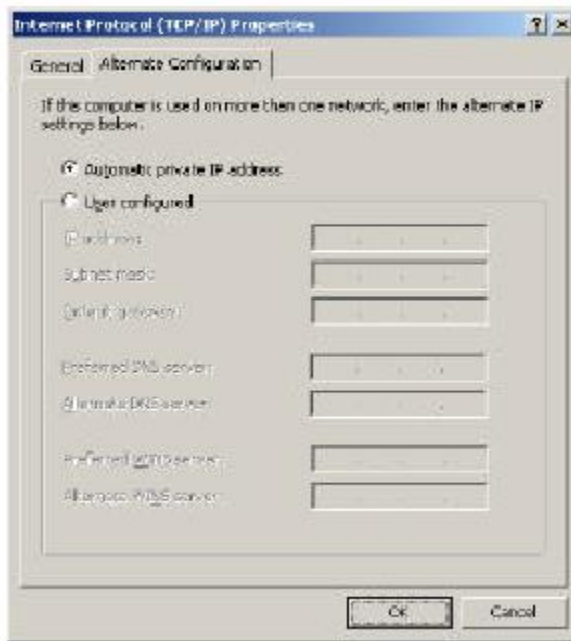 Internet Protocol (TCP/IP) Properties
General
Alternate Configuration
If this computer is used on more than one network, enter the alternate IP
settings below.
Automatic private IP address
User configured
IP address:
Subnet mask:
Default gateway:
Preferred DNS server:
Alternate DNS server:
Preferred WINS server:
Alternate WINS server:
OK
Cancel